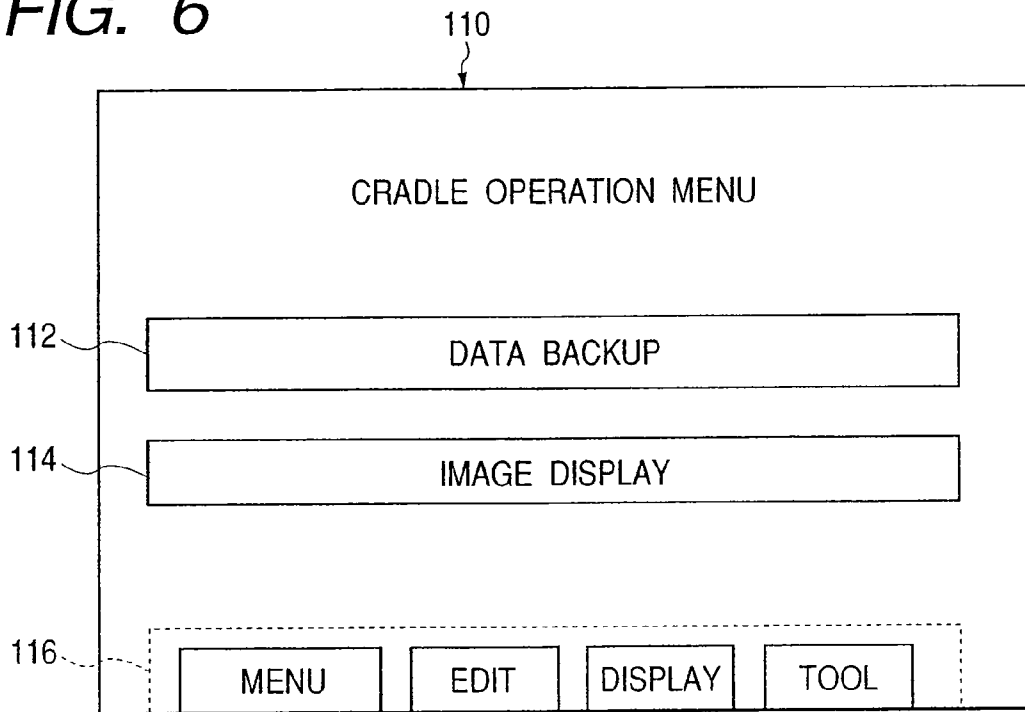 FIG. 6
110
CRADLE OPERATION MENU
112
DATA BACKUP
114
IMAGE DISPLAY
116
MENU EDIT DISPLAY TOOL